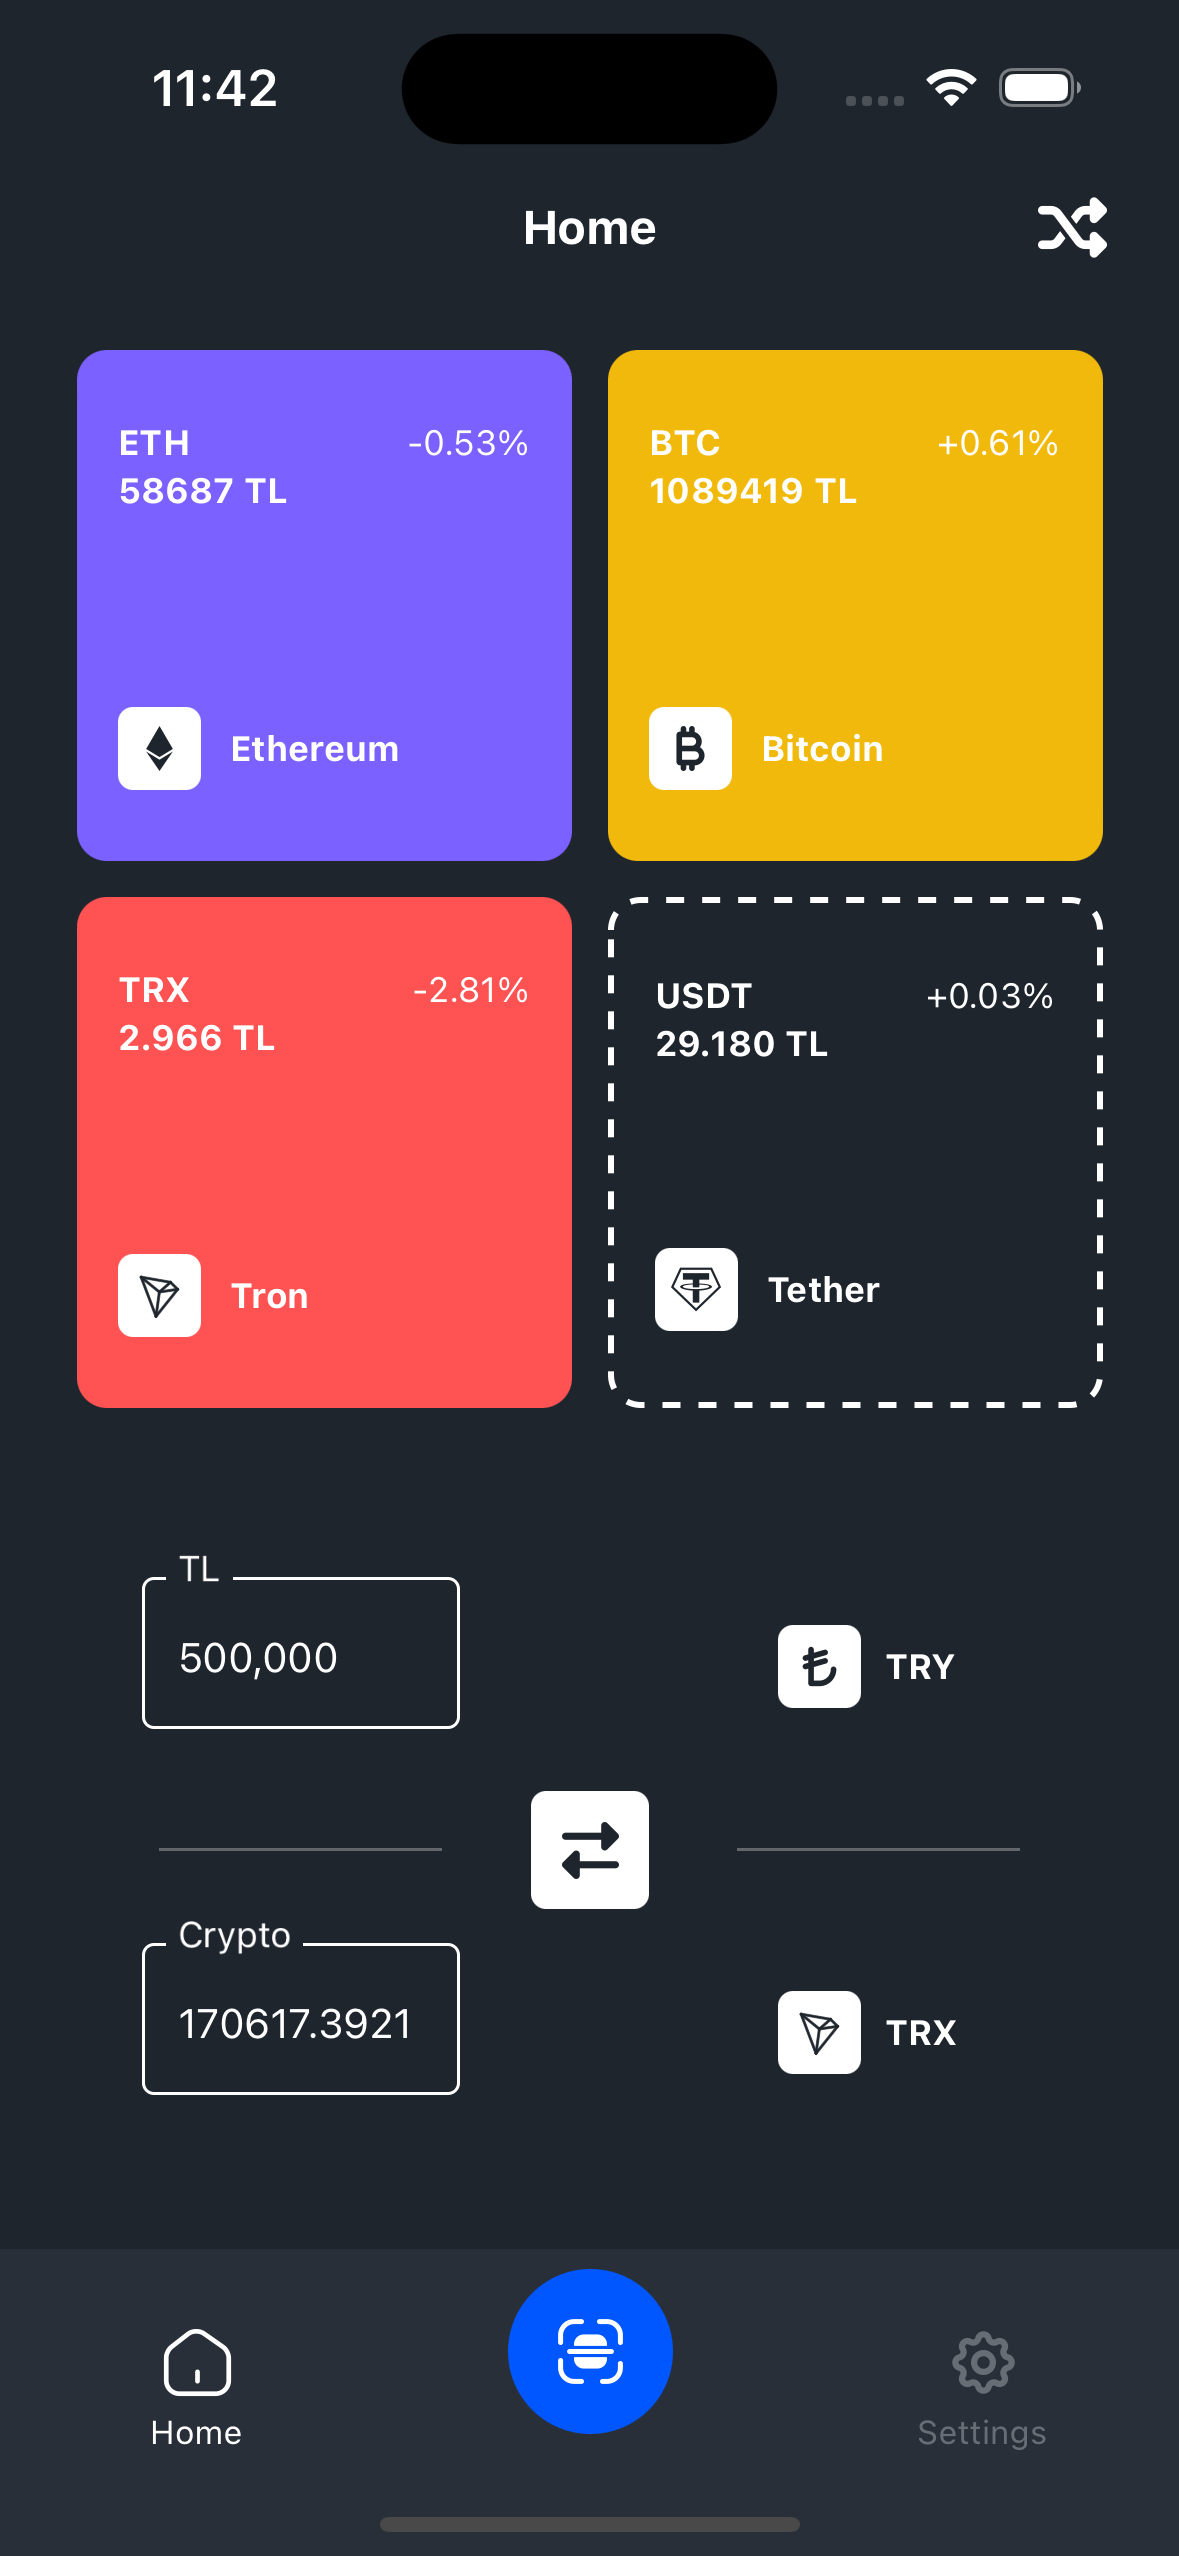 11:42
Home
ETH -0.53%
58687 TL
Ethereum
BTC +0.61%
1089419 TL
Bitcoin
TRX -2.81%
2.966 TL
Tron
USDT +0.03%
29.180 TL
Tether
TL
500,000
₺ TRY
Crypto
170617.3921
TRX
Home
Settings